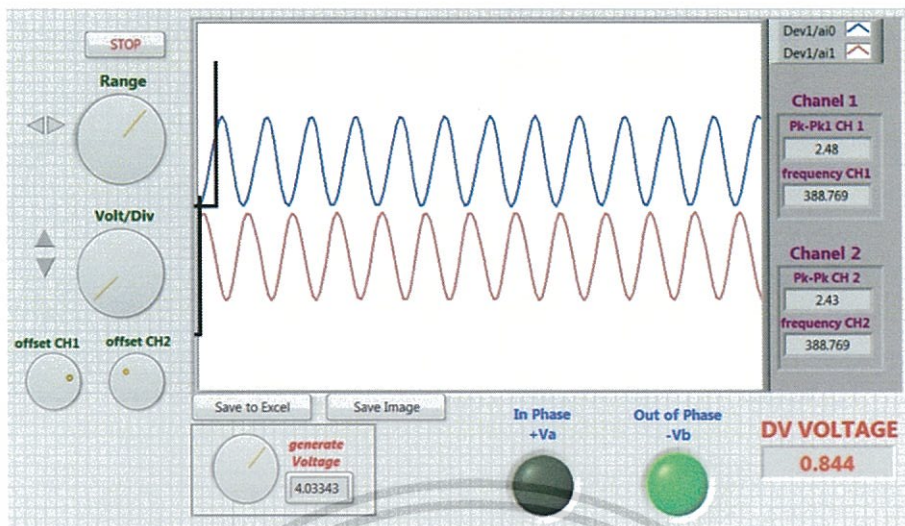 STOP
Range
Volt/Div
offset CH1 offset CH2
Dev1/ai0
Dev1/ai1
Chanel 1
Pk-Pk1 CH 1
2.48
frequency CH1
388.769
Chanel 2
Pk-Pk CH 2
2.43
frequency CH2
388.769
Save to Excel Save Image
generate
Voltage
4.03343
In Phase
+Va
Out of Phase
-Vb
DV VOLTAGE
0.844